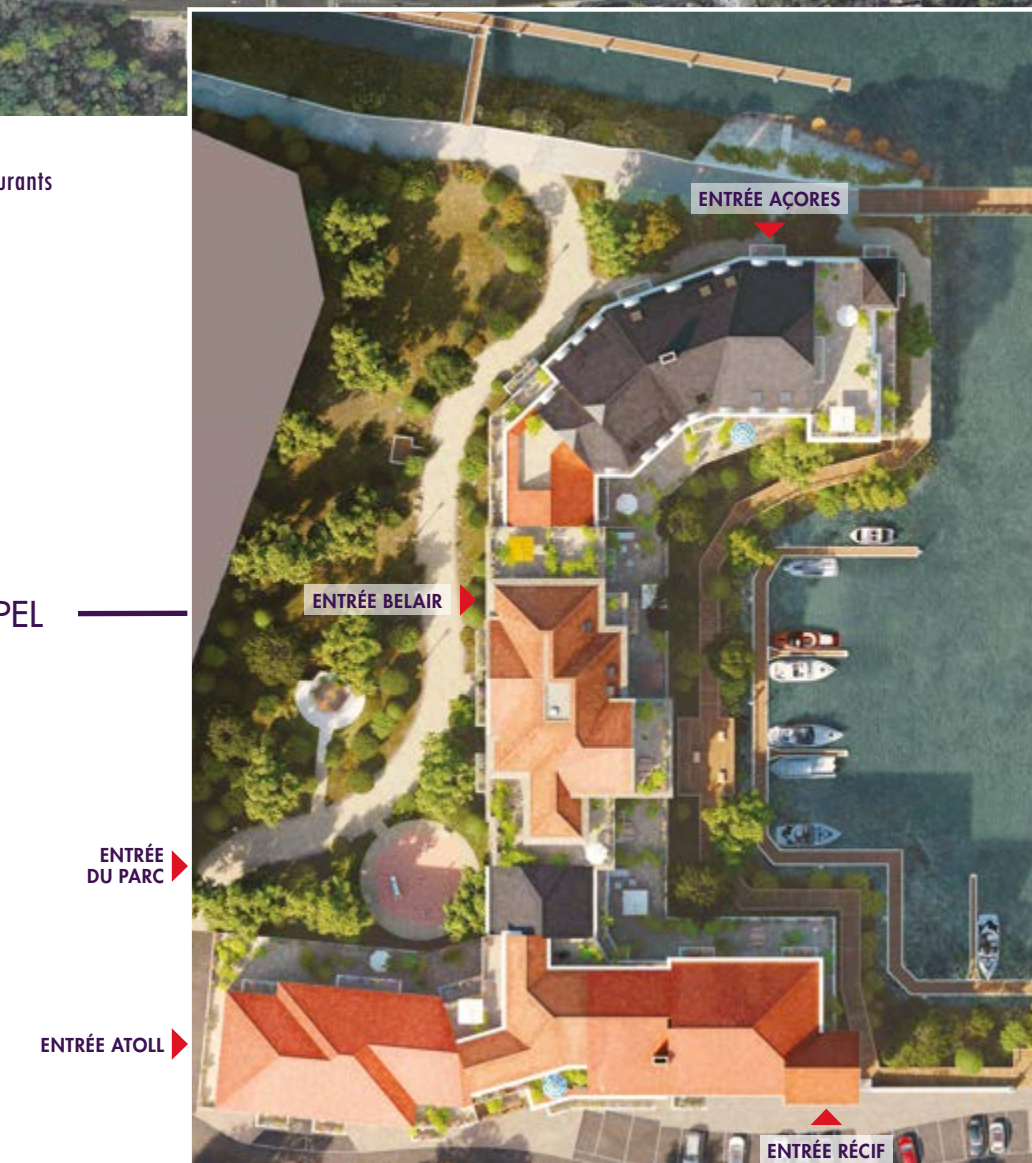 urants
ENTRÉE AÇORES
ENTRÉE BELAIR
PEL
ENTRÉE
DU PARC
ENTRÉE ATOLL
ENTRÉE RÉCIF